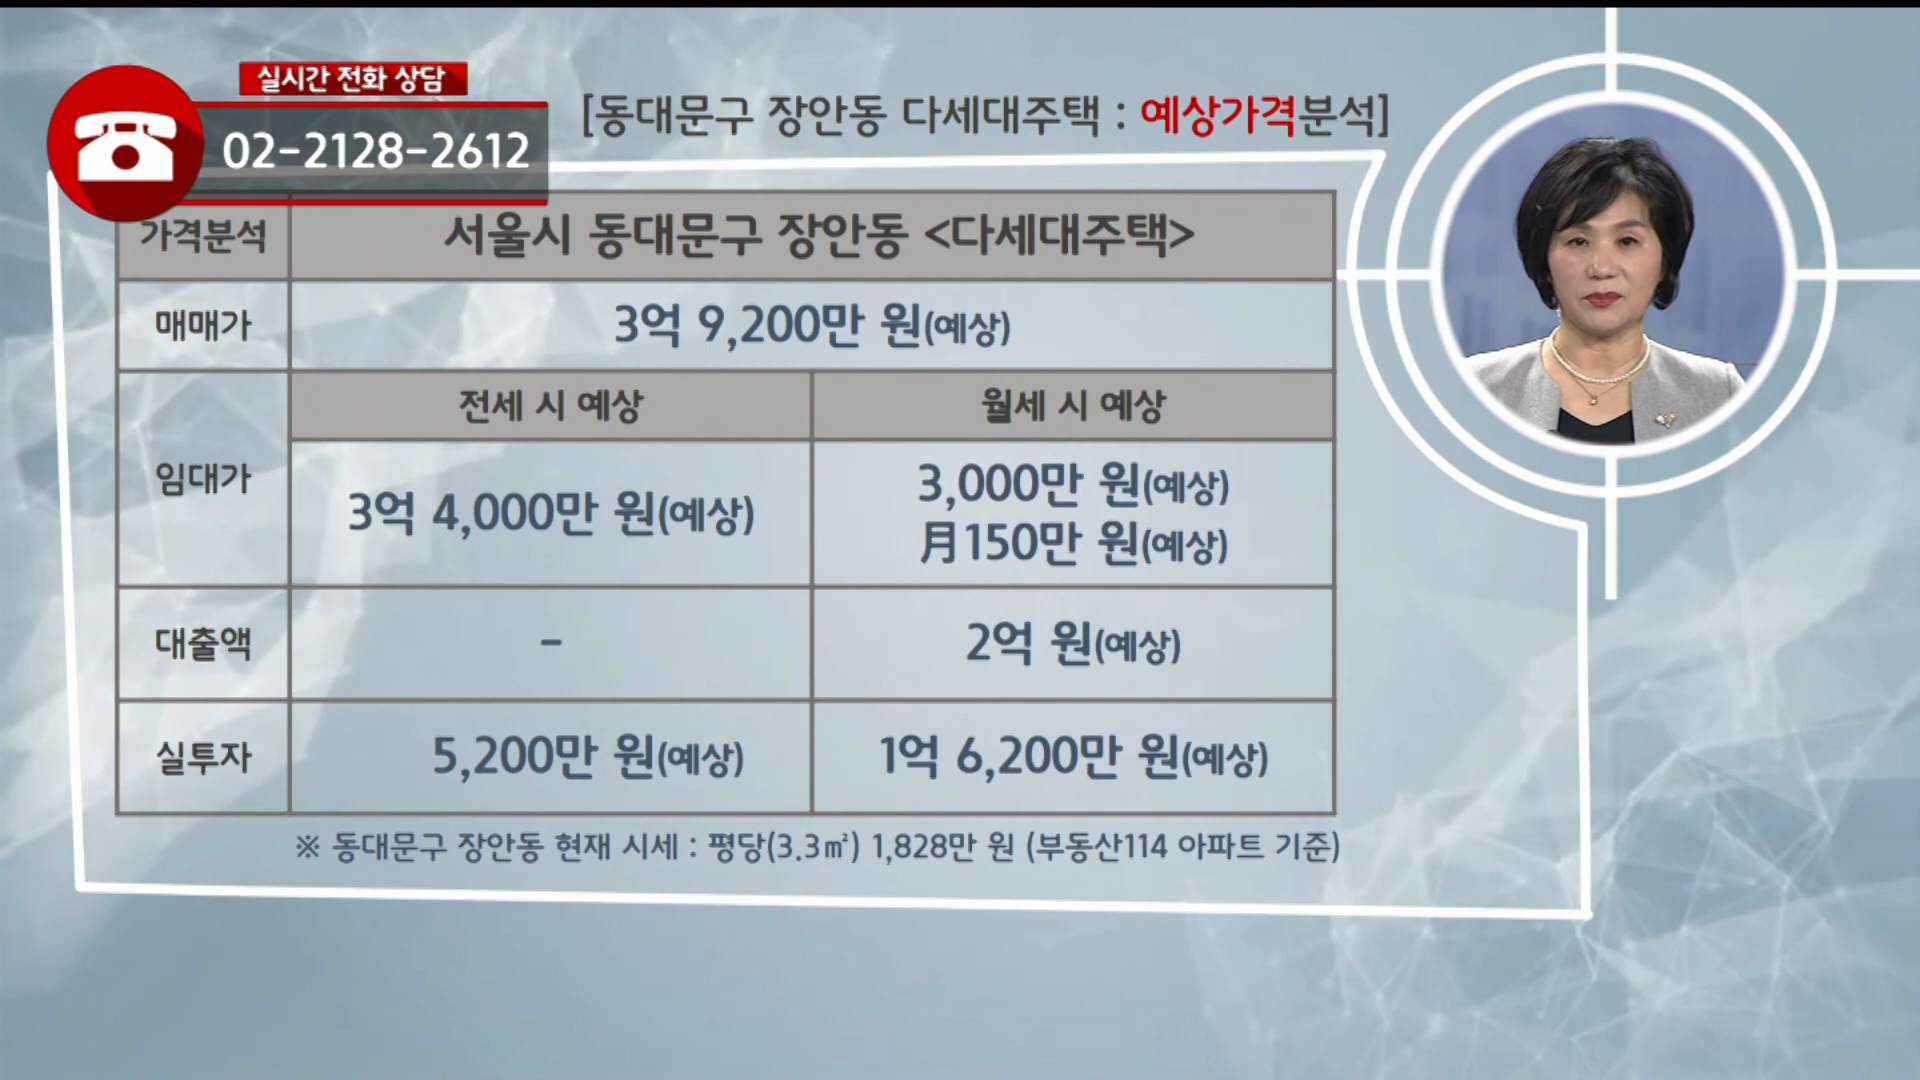 실시간 전화 상담
02-2128-2612
[동대문구 장안동 다세대주택 : 예상가격분석]
가격분석 서울시 동대문구 장안동 <다세대주택>
매매가 3억 9,200만 원(예상)
임대가 전세 시 예상 월세 시 예상
3억 4,000만 원(예상) 3,000만 원(예상)
月150만 원(예상)
대출액 - 2억 원(예상)
실투자 5,200만 원(예상) 1억 6,200만 원(예상)
※ 동대문구 장안동 현재 시세 : 평당(3.3㎡) 1,828만 원 (부동산114 아파트 기준)